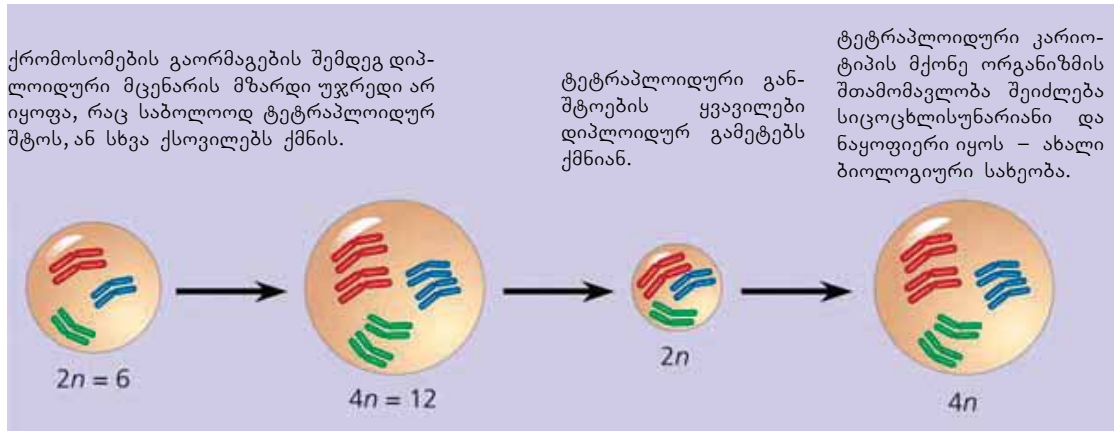 ქრომოსომების გაორმაგების შემდეგ დიპ-
ლოიდური მცენარის მზარდი უჯრედი არ
იყოფა, რაც საბოლოოდ ტეტრაპლოიდურ
შტოს, ან სხვა ქსოვილებს ქმნის.
ტეტრაპლოიდური გან-
შტოების ყვავილები
დიპლოიდურ გამეტებს
ქმნიან.
ტეტრაპლოიდური კარიო-
ტიპის მქონე ორგანიზმის
შთამომავლობა შეიძლება
სიცოცხლისუნარიანი და
ნაყოფიერი იყოს – ახალი
ბიოლოგიური სახეობა.
2n = 6
4n = 12
2n
4n